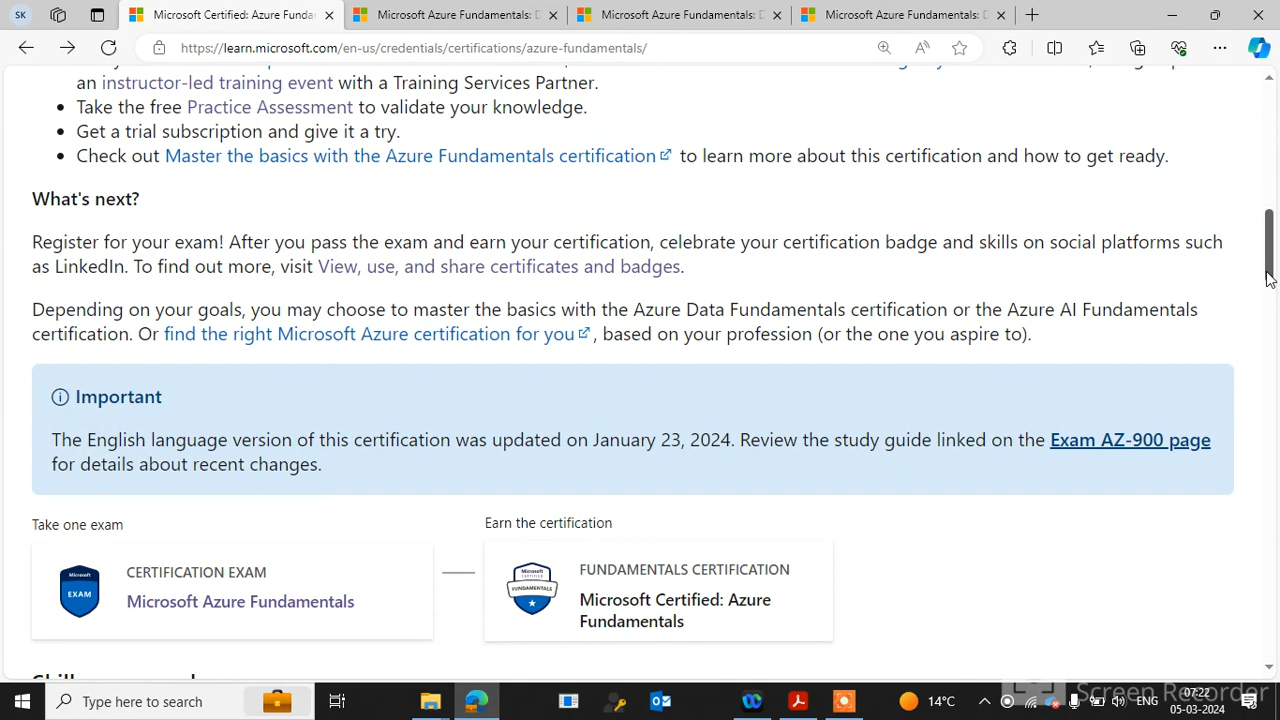 SK
Microsoft Certified: Azure Funda
Microsoft Azure Fundamentals: D
Microsoft Azure Fundamentals: D
Microsoft Azure Fundamentals: D
https://learn.microsoft.com/en-us/credentials/certifications/azure-fundamentals/
an instructor-led training event with a Training Services Partner.
Take the free Practice Assessment to validate your knowledge.
Get a trial subscription and give it a try.
Check out Master the basics with the Azure Fundamentals certification to learn more about this certification and how to get ready.
What's next?
Register for your exam! After you pass the exam and earn your certification, celebrate your certification badge and skills on social platforms such
as LinkedIn. To find out more, visit View, use, and share certificates and badges.
Depending on your goals, you may choose to master the basics with the Azure Data Fundamentals certification or the Azure AI Fundamentals
certification. Or find the right Microsoft Azure certification for you, based on your profession (or the one you aspire to).
Important
The English language version of this certification was updated on January 23, 2024. Review the study guide linked on the Exam AZ-900 page
for details about recent changes.
Take one exam
Earn the certification
Microsoft
EXAM
CERTIFICATION EXAM
Microsoft Azure Fundamentals
Microsoft
CERTIFIED
FUNDAMENTALS
FUNDAMENTALS CERTIFICATION
Microsoft Certified: Azure
Fundamentals
Type here to search
14°C
ENG
07:22
05-03-2024
Screen Recorder